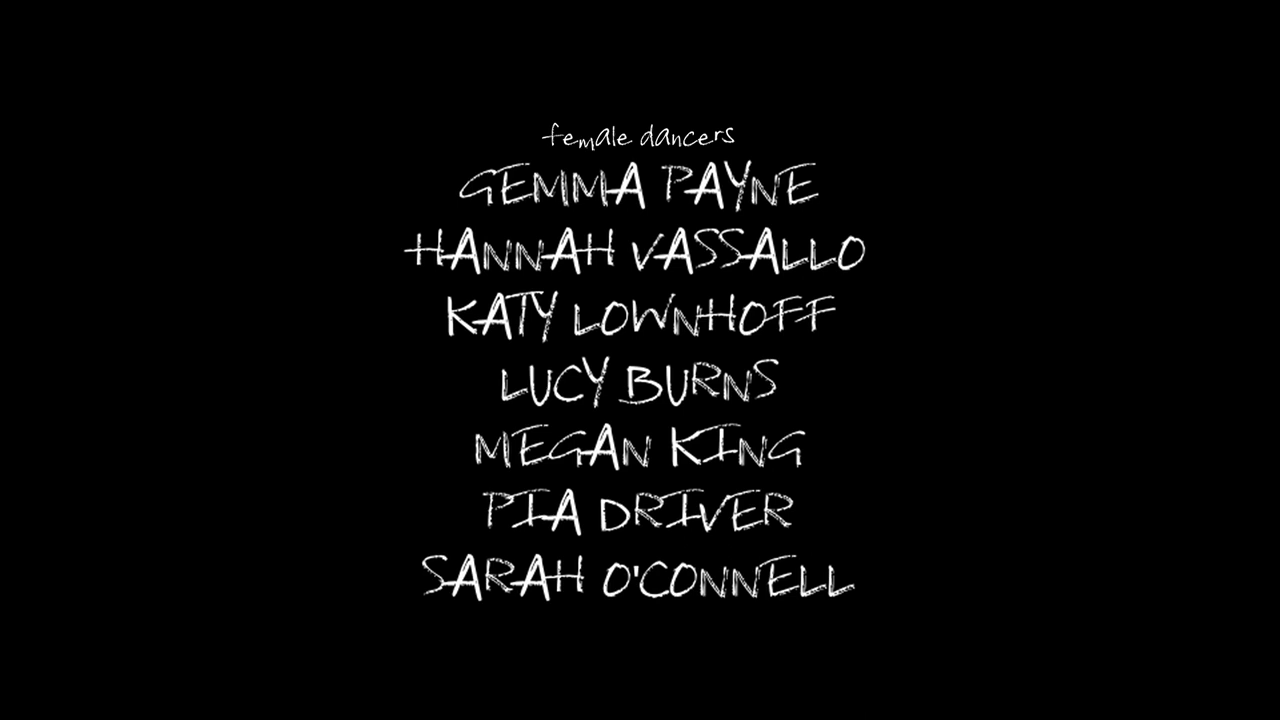 female dancers
GEMMA PAYNE
HANNAH VASSALLO
KATY LOWNHOFF
LUCY BURNS
MEGAN KING
PIA DRIVER
SARAH O'CONNELL